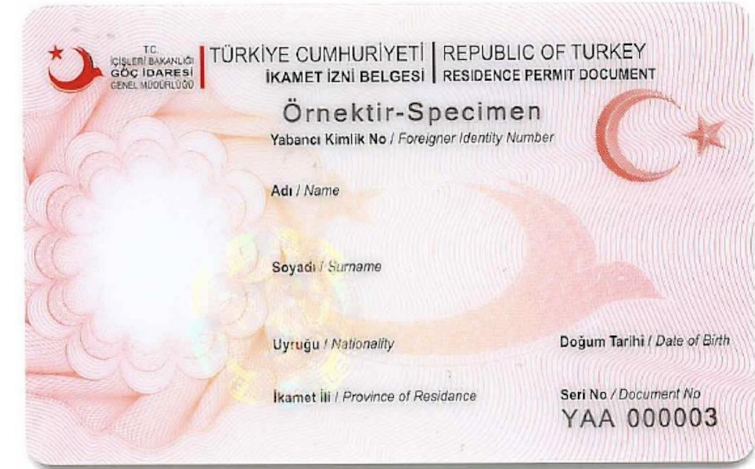 T.C.
İÇİŞLERİ BAKANLIĞI
GÖÇ İDARESİ
GENEL MÜDÜRLÜĞÜ
TÜRKİYE CUMHURİYETİ | REPUBLIC OF TURKEY
İKAMET İZNİ BELGESİ | RESIDENCE PERMIT DOCUMENT
Örnektir-Specimen
Yabancı Kimlik No / Foreigner Identity Number
Adı / Name
Soyadı / Surname
Uyruğu / Nationality
Doğum Tarihi / Date of Birth
İkamet İli / Province of Residance
Seri No / Document No
YAA 000003